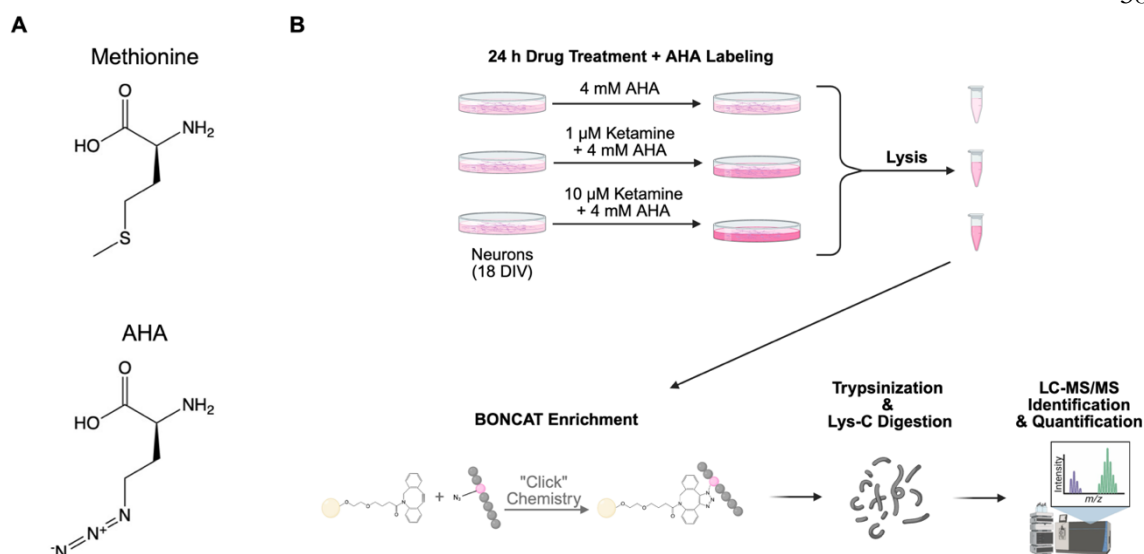 A
B
Methionine
O
HO
NH₂
S
AHA
O
HO
NH₂
N
N⁺
⁻N
24 h Drug Treatment + AHA Labeling
4 mM AHA
1 μM Ketamine
+ 4 mM AHA
10 μM Ketamine
+ 4 mM AHA
Neurons
(18 DIV)
Lysis
BONCAT Enrichment
O
O
O
N
+
N₃
"Click"
Chemistry
O
O
O
N
N
N
N
Trypsinization
&
Lys-C Digestion
LC-MS/MS
Identification
& Quantification
Intensity
m/z